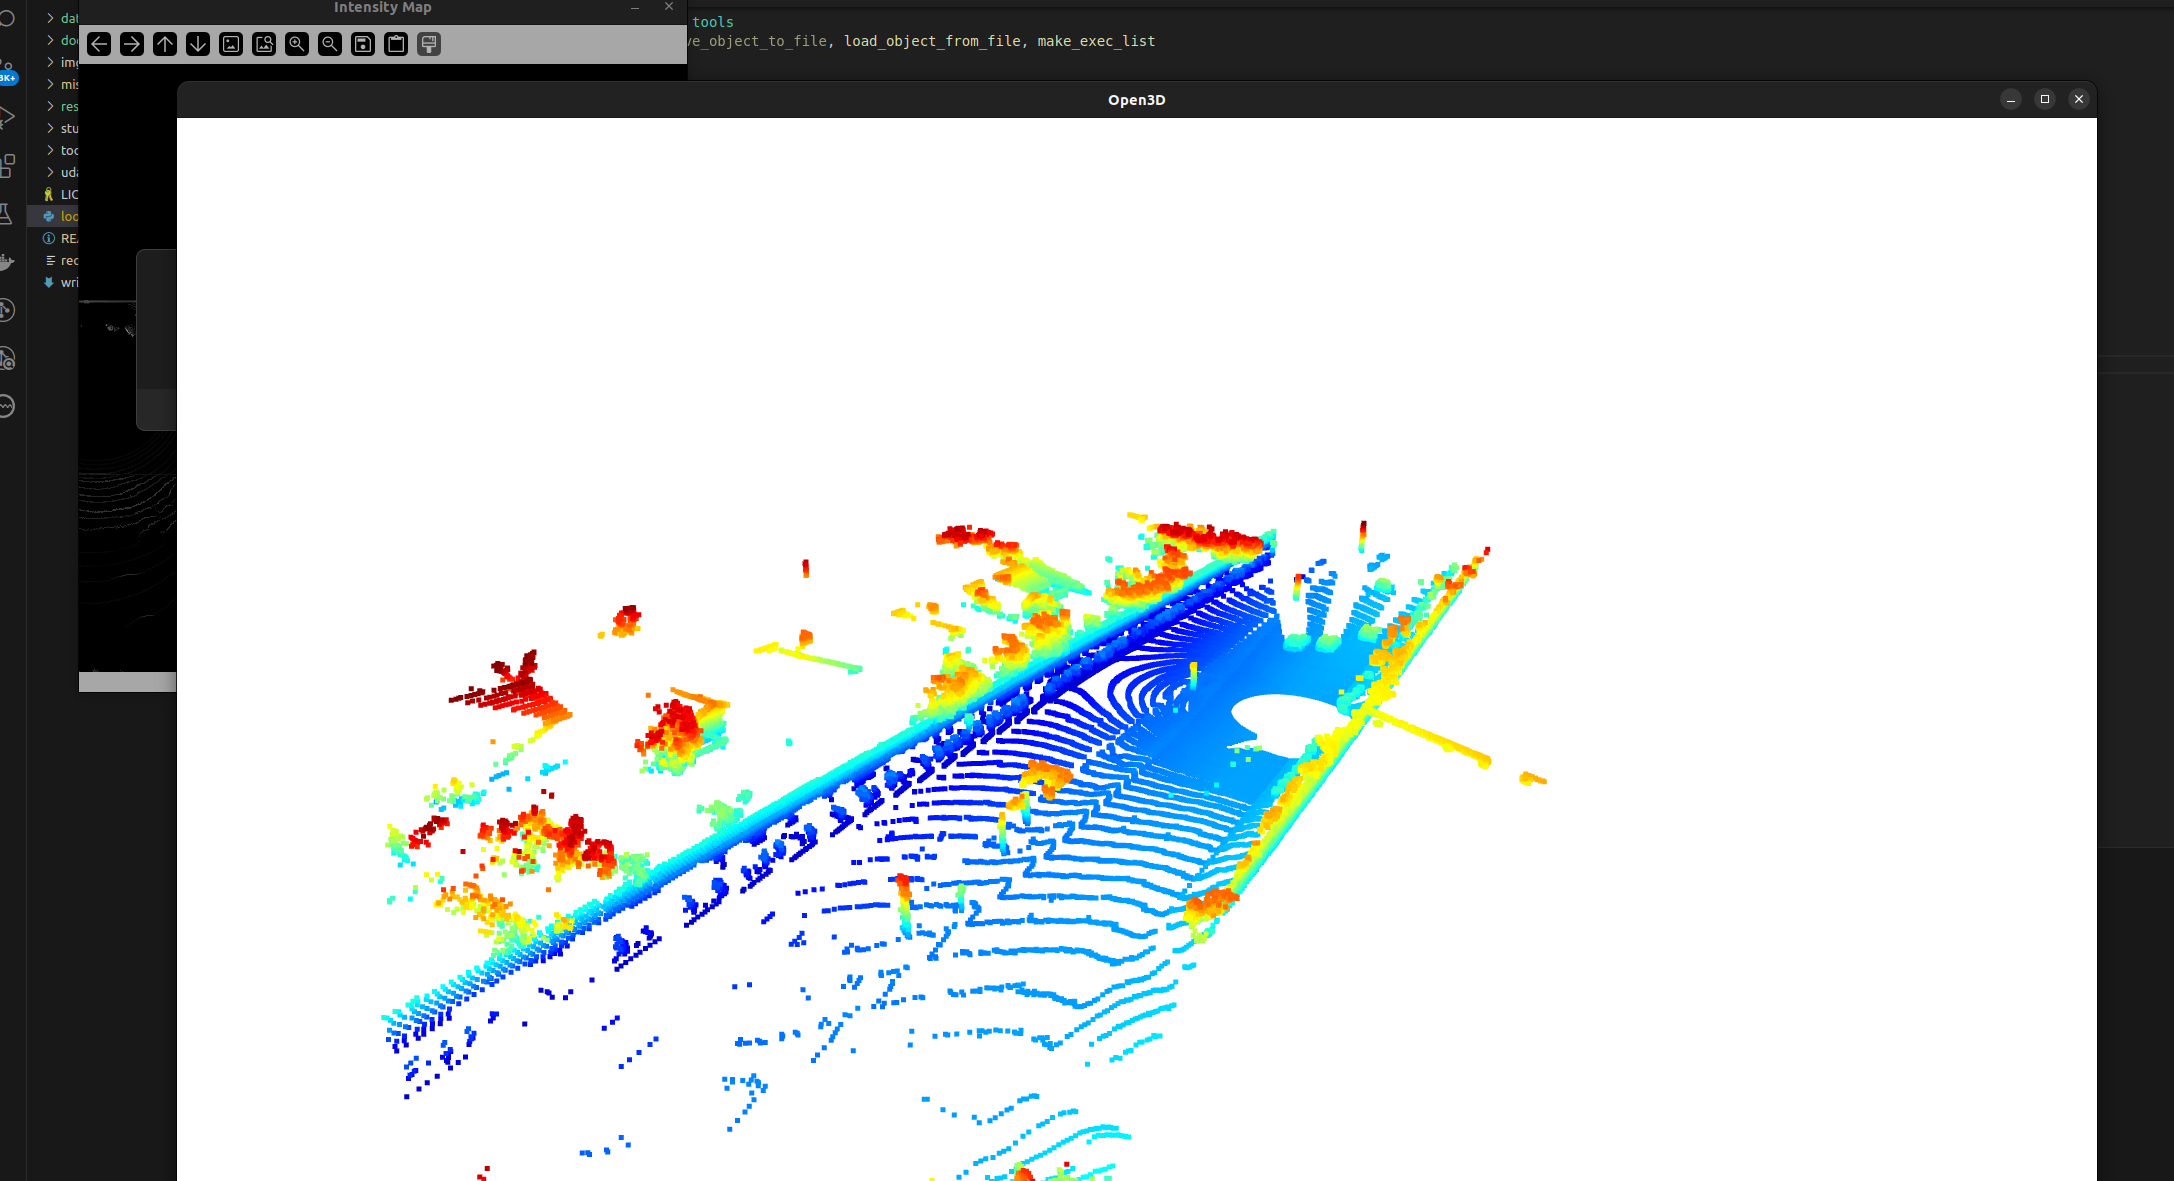 Intensity Map
tools
ve_object_to_file, load_object_from_file, make_exec_list
Open3D
dat
doc
img
mis
res
stu
too
uda
LIC
loo
RE
rec
wri
3K+